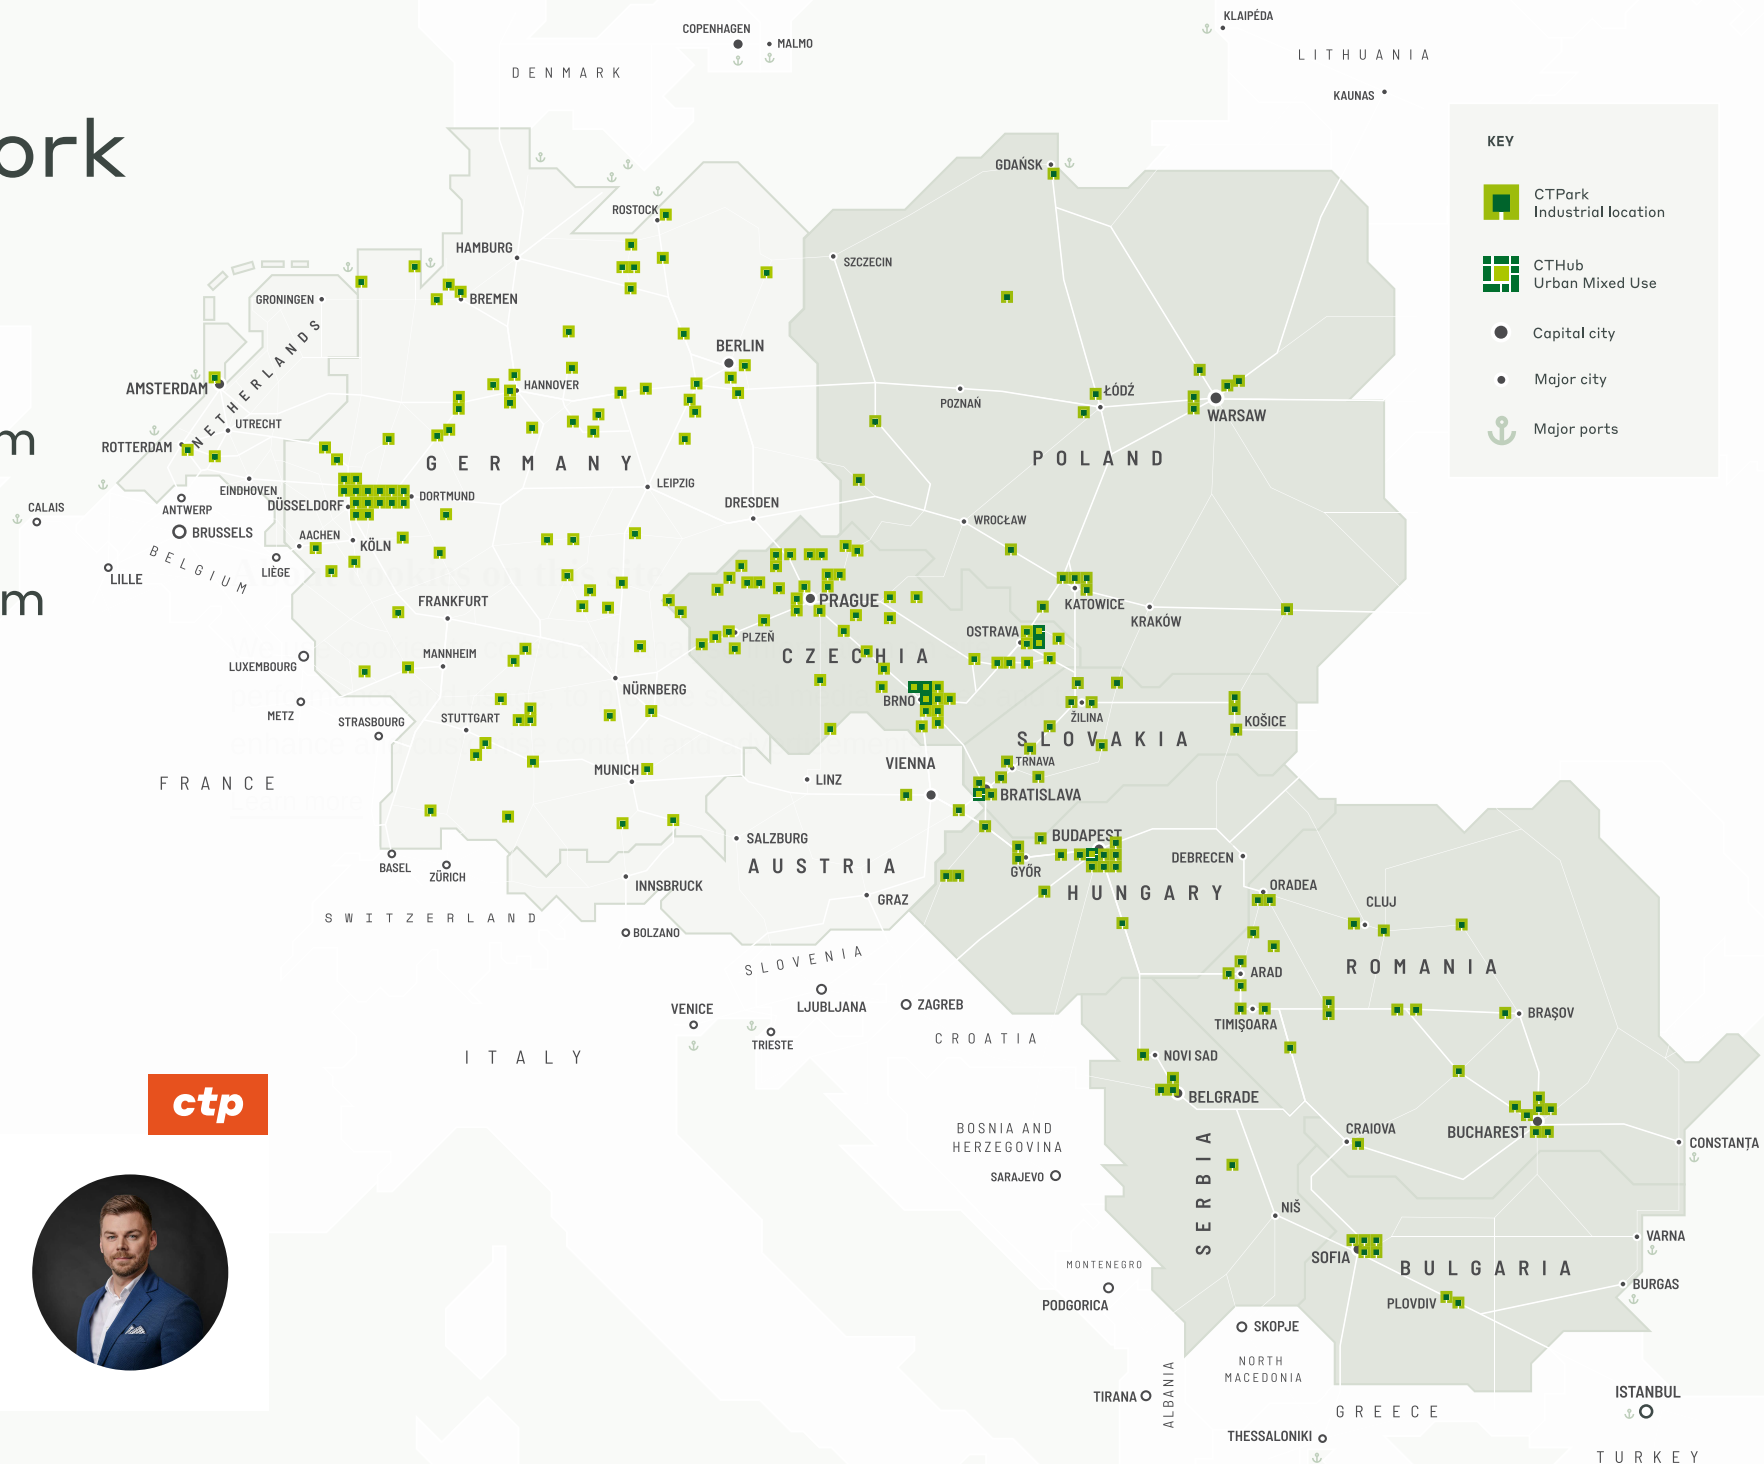 ork
m
m
KEY
CTPark
Industrial location
CTHub
Urban Mixed Use
Capital city
Major city
Major ports
COPENHAGEN
MALMO
DENMARK
KLAIPÉDA
LITHUANIA
KAUNAS
GDAŃSK
ROSTOCK
HAMBURG
SZCZECIN
GRONINGEN
BREMEN
NETHERLANDS
BERLIN
AMSTERDAM
HANNOVER
POZNAŃ
ŁÓDŹ
WARSAW
UTRECHT
ROTTERDAM
GERMANY
POLAND
EINDHOVEN
DÜSSELDORF
DORTMUND
LEIPZIG
CALAIS
ANTWERP
DRESDEN
WROCŁAW
BRUSSELS
AACHEN
KÖLN
BELGIUM
LIÈGE
LILLE
FRANKFURT
PRAGUE
KATOWICE
KRAKÓW
OSTRAVA
PLZEŇ
CZECHIA
LUXEMBOURG
MANNHEIM
NÜRNBERG
BRNO
METZ
STRASBOURG
STUTTGART
ŽILINA
KOŠICE
SLOVAKIA
FRANCE
MUNICH
LINZ
VIENNA
TRNAVA
BRATISLAVA
SALZBURG
BUDAPEST
BASEL
ZÜRICH
AUSTRIA
GYŐR
DEBRECEN
INNSBRUCK
GRAZ
HUNGARY
ORADEA
CLUJ
SWITZERLAND
BOLZANO
SLOVENIA
ROMANIA
ARAD
VENICE
LJUBLJANA
ZAGREB
TIMIŞOARA
BRAŞOV
TRIESTE
CROATIA
ITALY
NOVI SAD
BELGRADE
ctp
BOSNIA AND
HERZEGOVINA
CRAIOVA
BUCHAREST
CONSTANȚA
SARAJEVO
SERBIA
NIŠ
SOFIA
BULGARIA
VARNA
MONTENEGRO
BURGAS
PODGORICA
PLOVDIV
SKOPJE
NORTH
MACEDONIA
TIRANA
ALBANIA
GREECE
ISTANBUL
THESSALONIKI
TURKEY